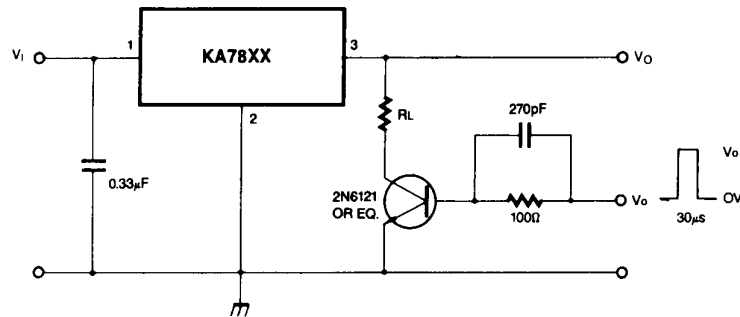 VI
1
KA78XX
3
VO
2
0.33μF
RL
270pF
2N6121
OR EQ.
100Ω
Vo
Vo
OV
30μs